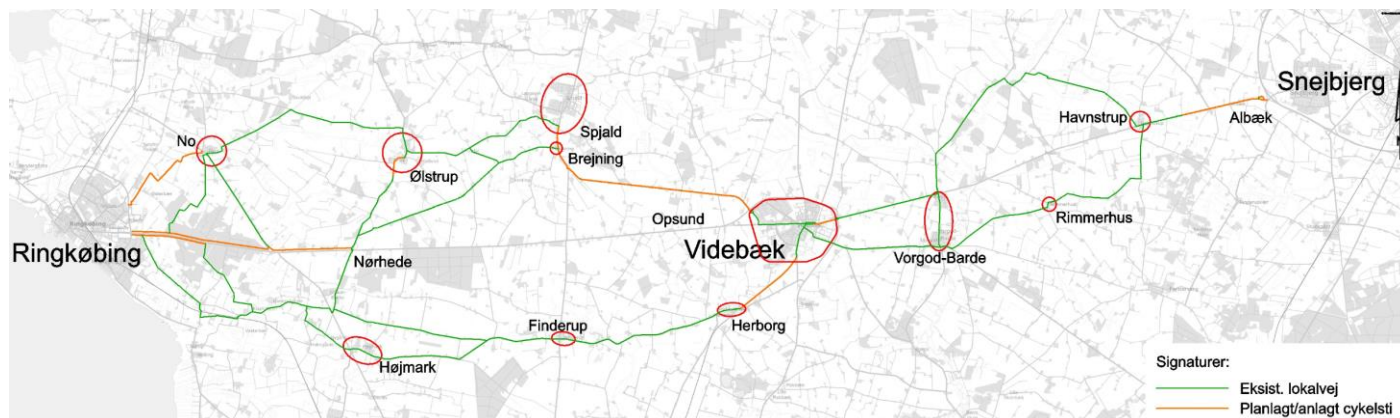 Snejbjerg
Havnstrup
Albæk
No
Spjald
Brejning
Ølstrup
Opsund
Rimmerhus
Ringkøbing
Nørhede
Videbæk
Vorgod-Barde
Finderup
Herborg
Højmark
Signaturer:
Eksist. lokalvej
Planlagt/anlagt cykelsti